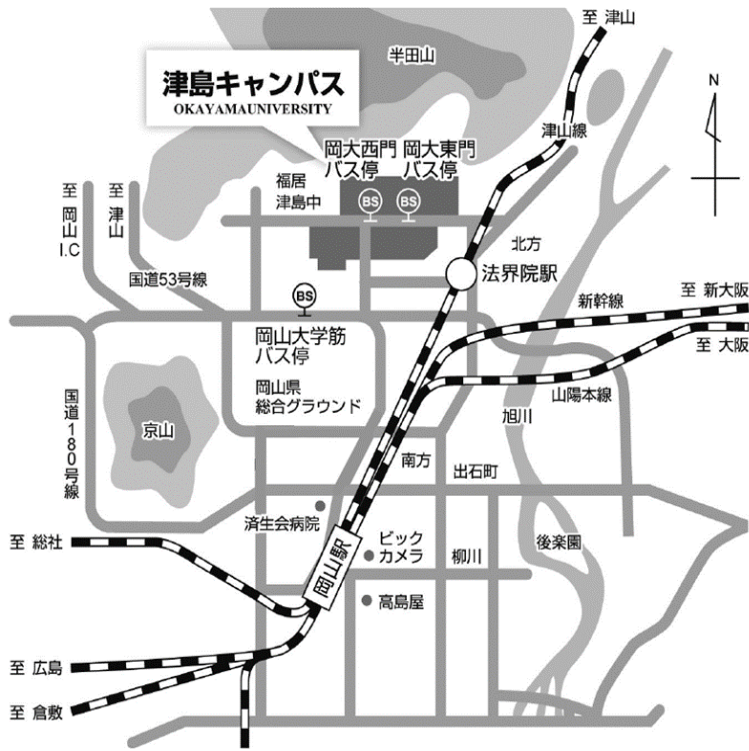 至 津山
半田山
津島キャンパス
OKAYAMAUNIVERSITY
N
津山線
岡大西門
バス停
岡大東門
バス停
福居
津島中
BS
BS
至 岡山 I.C
至 津山
北方
法界院駅
国道53号線
BS
新幹線
至 新大阪
至 大阪
岡山大学筋
バス停
岡山県
総合グラウンド
山陽本線
旭川
国道180号線
京山
南方
出石町
済生会病院
至 総社
岡山駅
ビック
カメラ
柳川
後楽園
高島屋
至 広島
至 倉敷